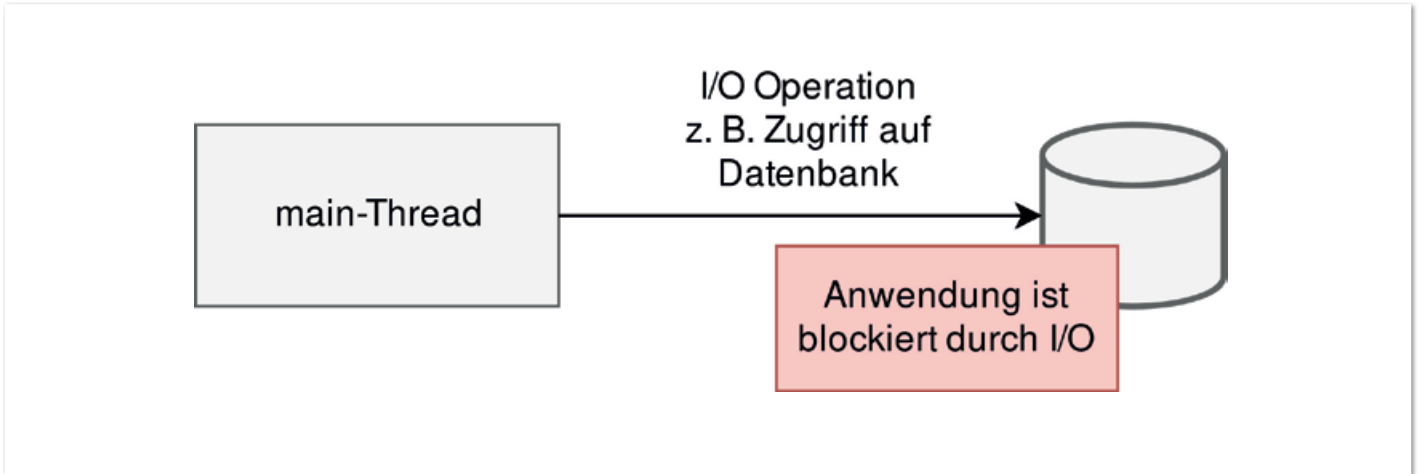 I/O Operation
z. B. Zugriff auf
Datenbank
main-Thread
Anwendung ist
blockiert durch I/O